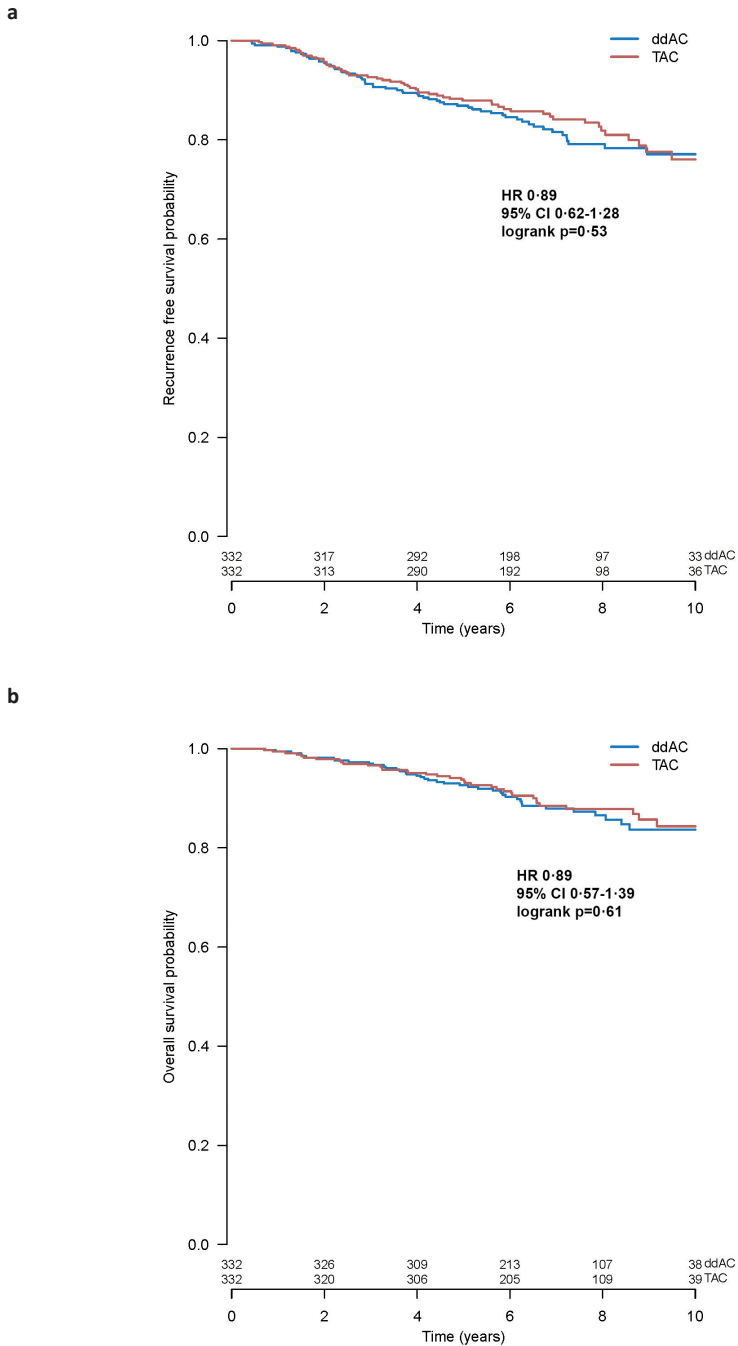 a
1.0
0.8
0.6
0.4
0.2
0.0
Recurrence free survival probability
ddAC
TAC
HR 0·89
95% CI 0·62-1·28
logrank p=0·53
332 317 292 198 97 33 ddAC
332 313 290 192 98 36 TAC
0 2 4 6 8 10
Time (years)
b
1.0
0.8
0.6
0.4
0.2
0.0
Overall survival probability
ddAC
TAC
HR 0·89
95% CI 0·57-1·39
logrank p=0·61
332 326 309 213 107 38 ddAC
332 320 306 205 109 39 TAC
0 2 4 6 8 10
Time (years)